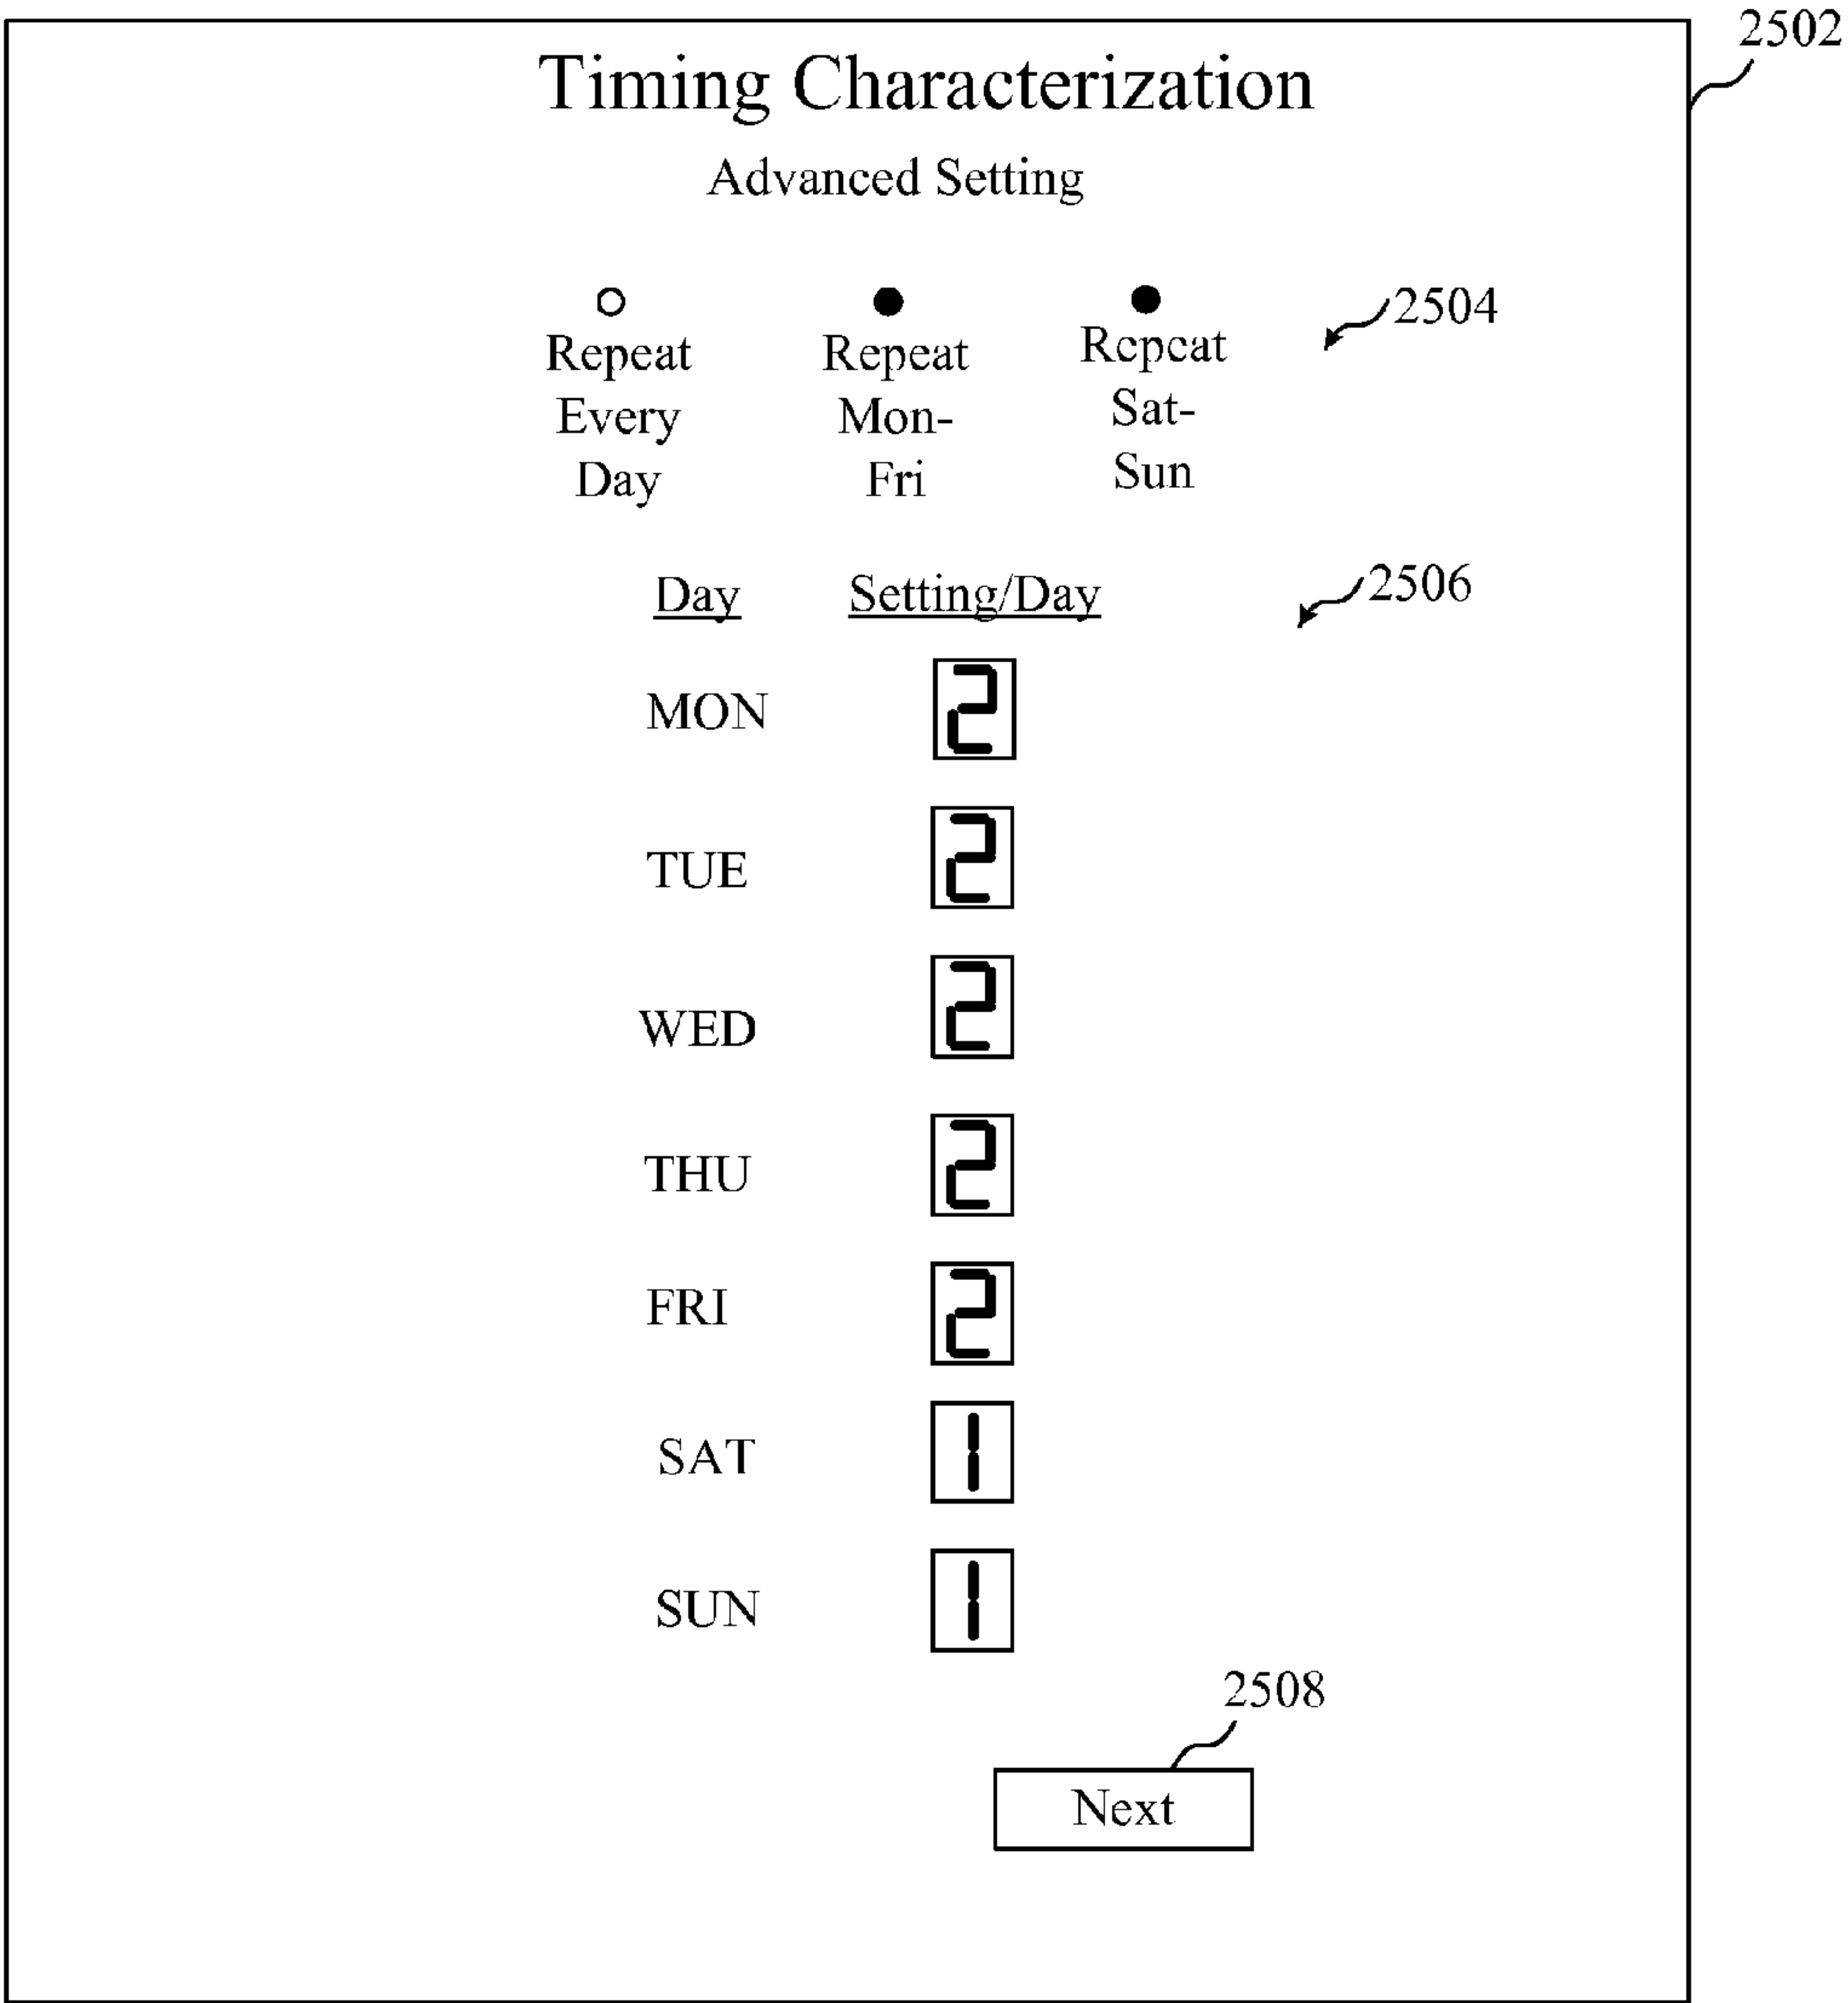 2502
Timing Characterization
Advanced Setting
2504
Repeat
Every
Day
Repeat
Mon-
Fri
Repeat
Sat-
Sun
Day Setting/Day
2506
MON 2
TUE 2
WED 2
THU 2
FRI 2
SAT 1
SUN 1
2508
Next